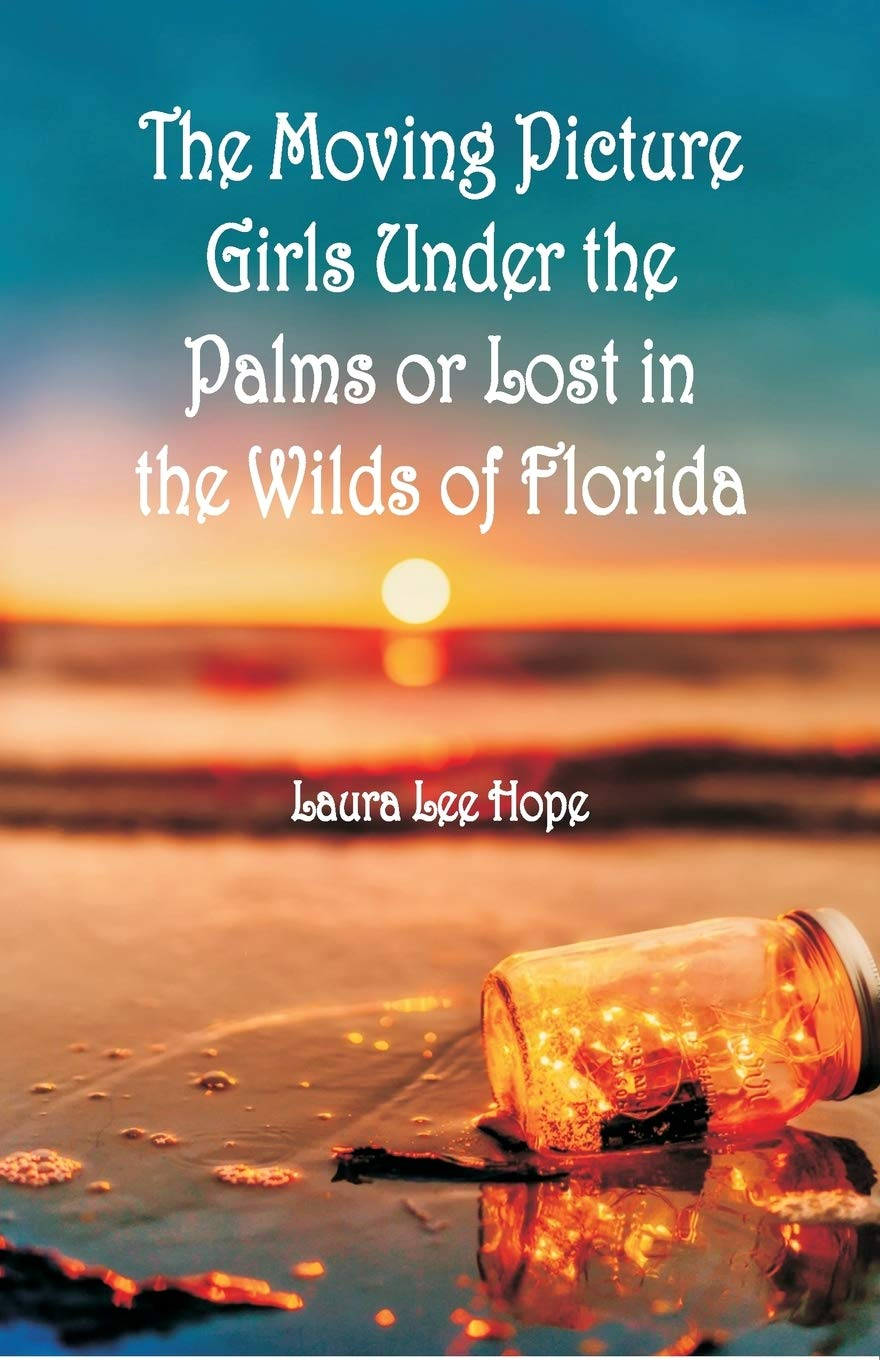 The Moving Picture
Girls Under the
Palms or Lost in
the Wilds of Florida
Laura Lee Hope